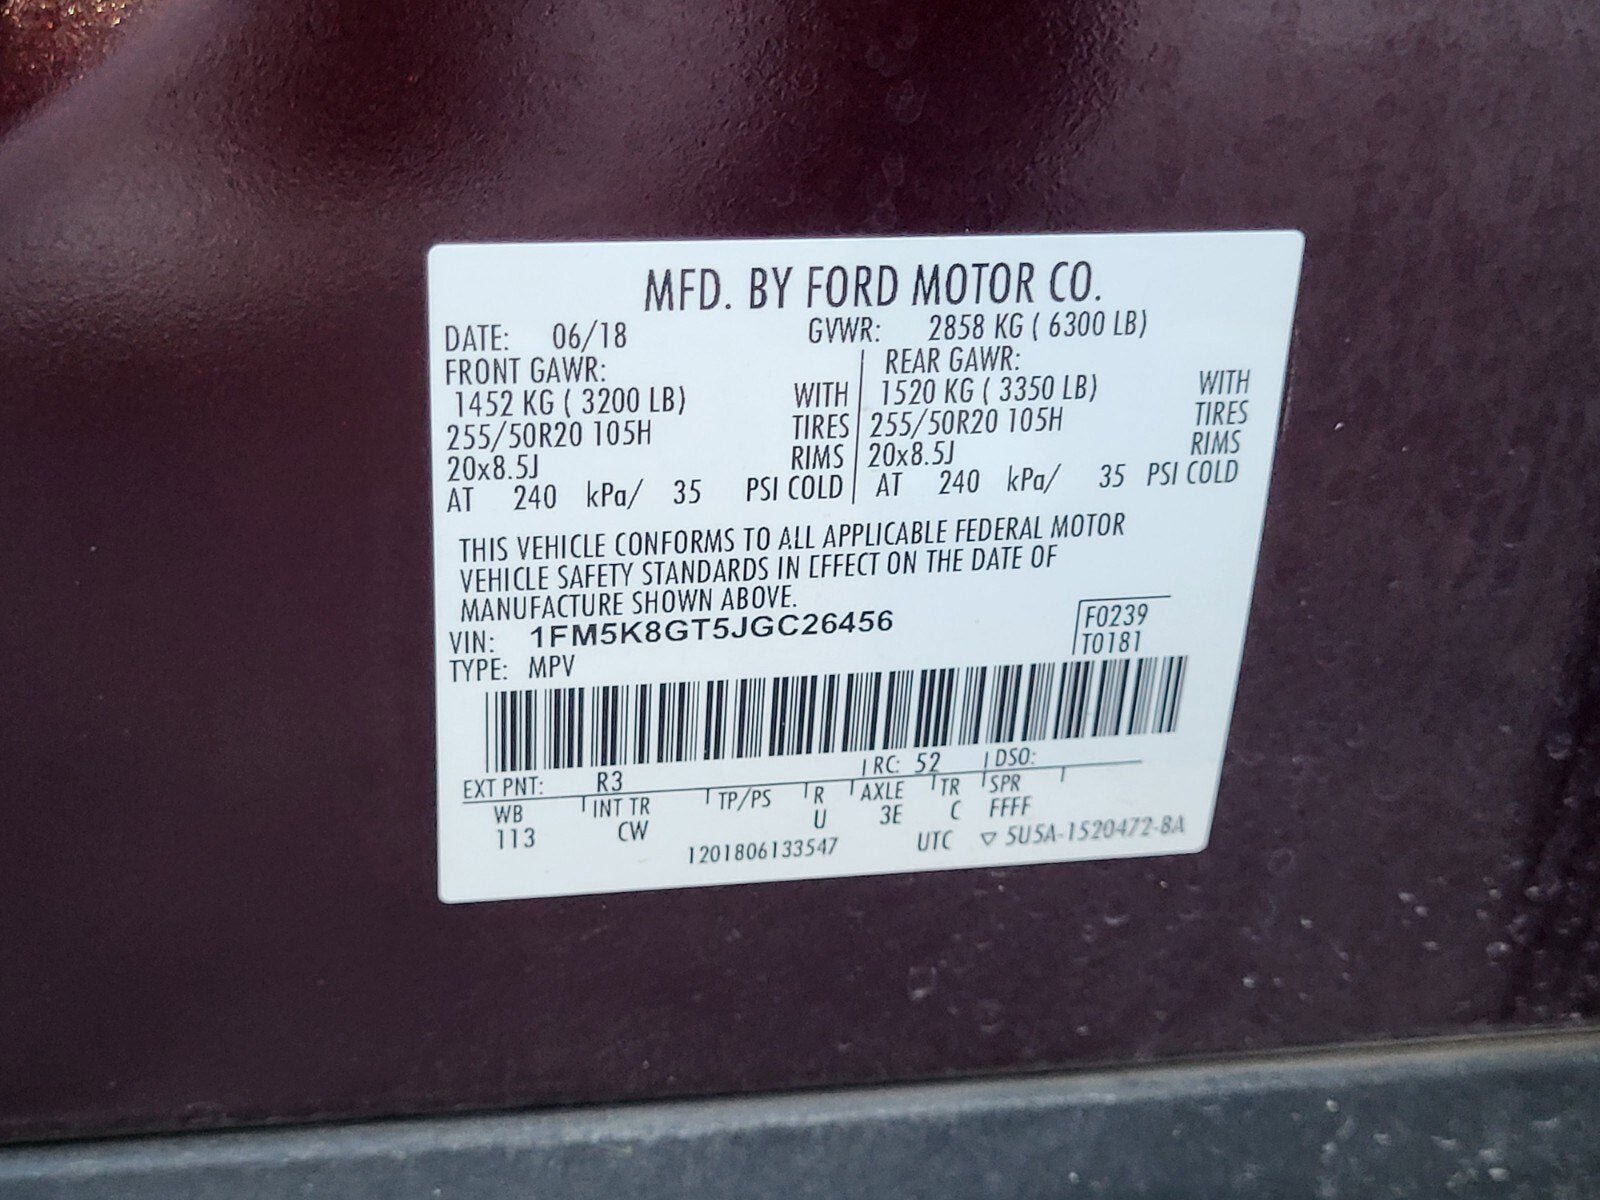 MFD. BY FORD MOTOR CO.
DATE: 06/18 GVWR: 2858 KG ( 6300 LB)
FRONT GAWR: REAR GAWR:
1452 KG ( 3200 LB) WITH 1520 KG ( 3350 LB) WITH
255/50R20 105H TIRES 255/50R20 105H TIRES
20x8.5J RIMS 20x8.5J RIMS
AT 240 kPa/ 35 PSI COLD AT 240 kPa/ 35 PSI COLD
THIS VEHICLE CONFORMS TO ALL APPLICABLE FEDERAL MOTOR
VEHICLE SAFETY STANDARDS IN EFFECT ON THE DATE OF
MANUFACTURE SHOWN ABOVE.
VIN: 1FM5K8GT5JGC26456 F0239
TYPE: MPV T0181
EXT PNT: R3 RC: 52 DSO:
WB INT TR TP/PS R AXLE TR SPR
113 CW U 3E C FFFF
1201806133547 UTC ▽ 5U5A-1520472-BA